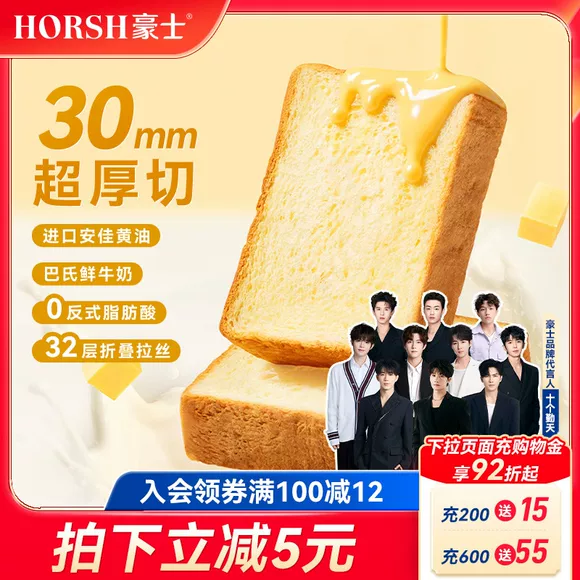 HORSH豪士®
30mm
超厚切
进口安佳黄油
巴氏鲜牛奶
0反式脂肪酸
32层折叠拉丝
豪士品牌代言人
十个勤天
下拉页面充购物金
享92折起
充200送15
充600送55
入会领券满100减12
拍下立减5元